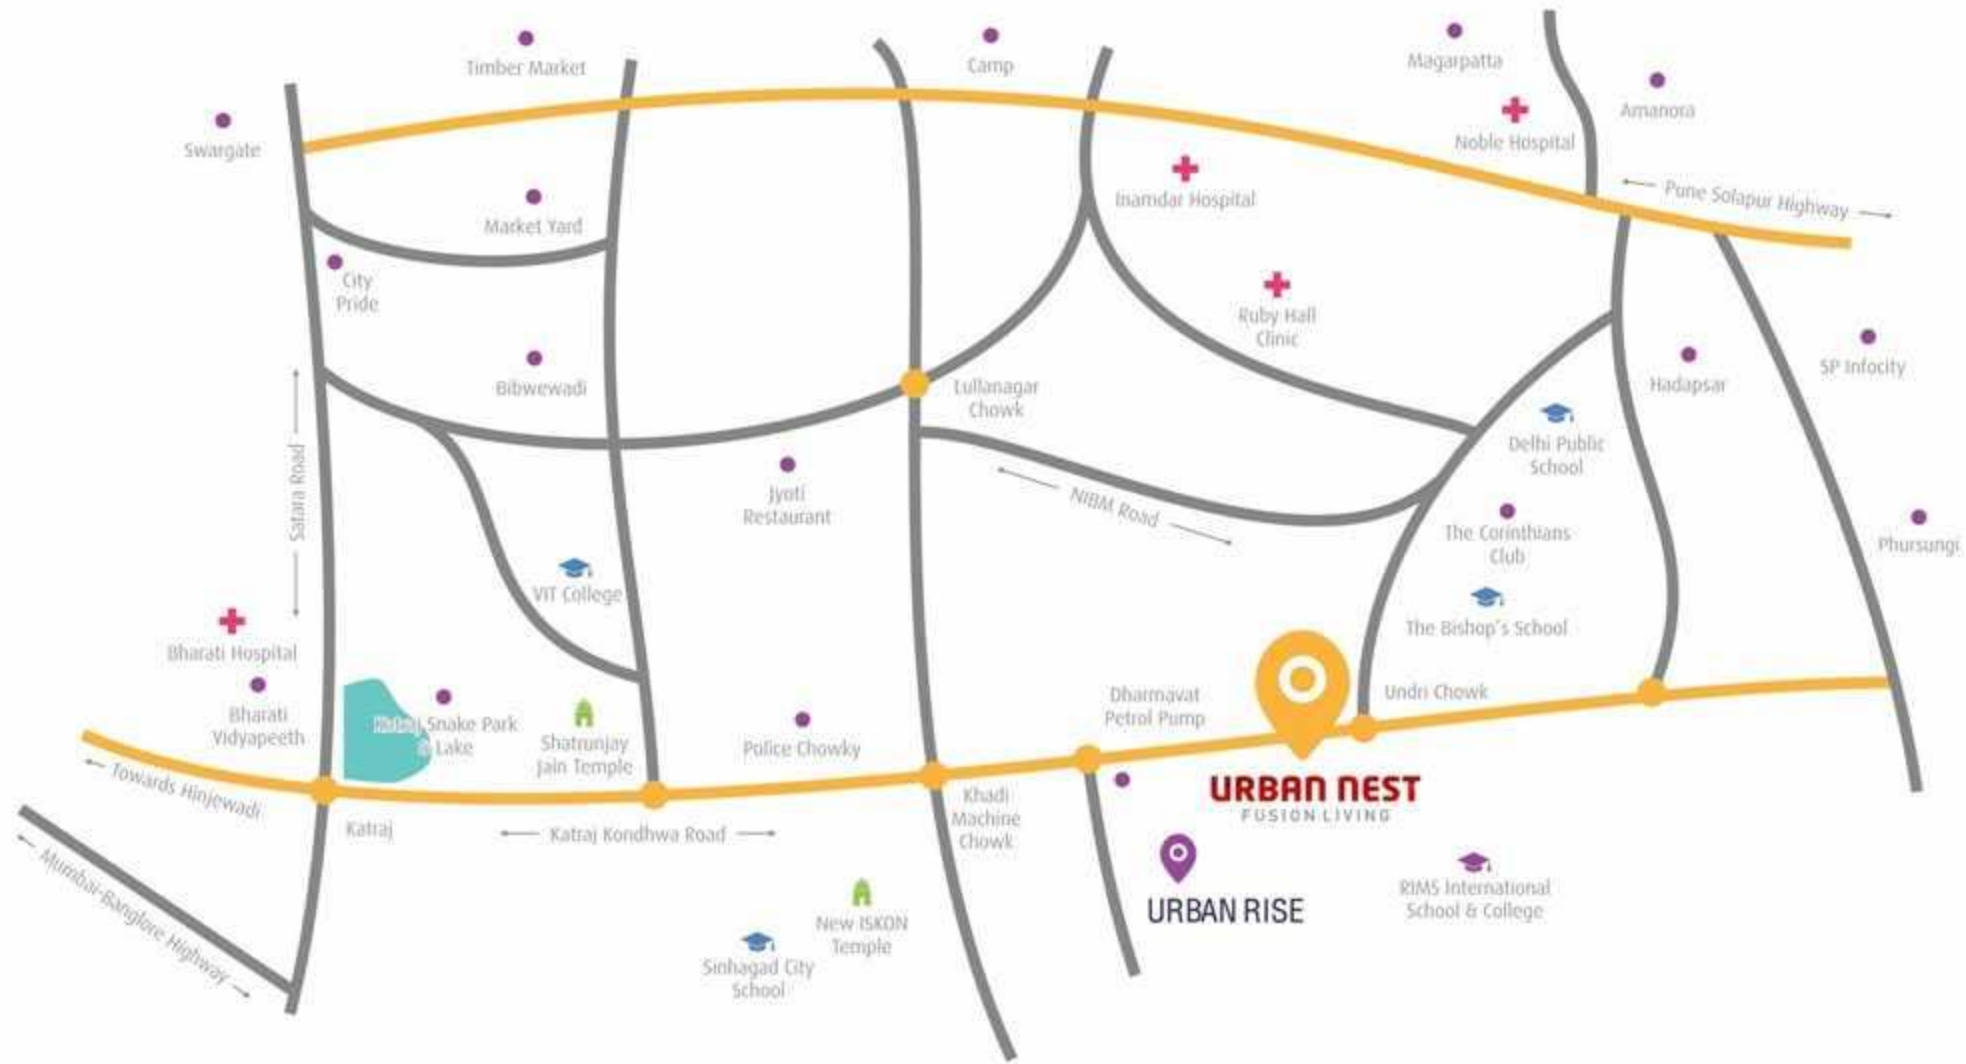 Timber Market
Camp
Magarpatta
Amanora
Swargate
Noble Hospital
Inamdar Hospital
Pune Solapur Highway
Market Yard
City
Pride
Ruby Hall
Clinic
SP Infocity
Bibwewadi
Lullanagar
Chowk
Hadapsar
Delhi Public
School
Satara Road
Jyoti
Restaurant
NIBM Road
The Corinthians
Club
Phursungi
VIT College
The Bishop's School
Bharati Hospital
Bharati
Vidyapeeth
Katraj Snake Park
& Lake
Shatrunjay
Jain Temple
Police Chowky
Dharmavat
Petrol Pump
Undri Chowk
Towards Hinjewadi
URBAN NEST
FUSION LIVING
Katraj
Katraj Kondhwa Road
Khadi
Machine
Chowk
Mumbai-Banglore Highway
URBAN RISE
RIMS International
School & College
New ISKON
Temple
Sinhagad City
School